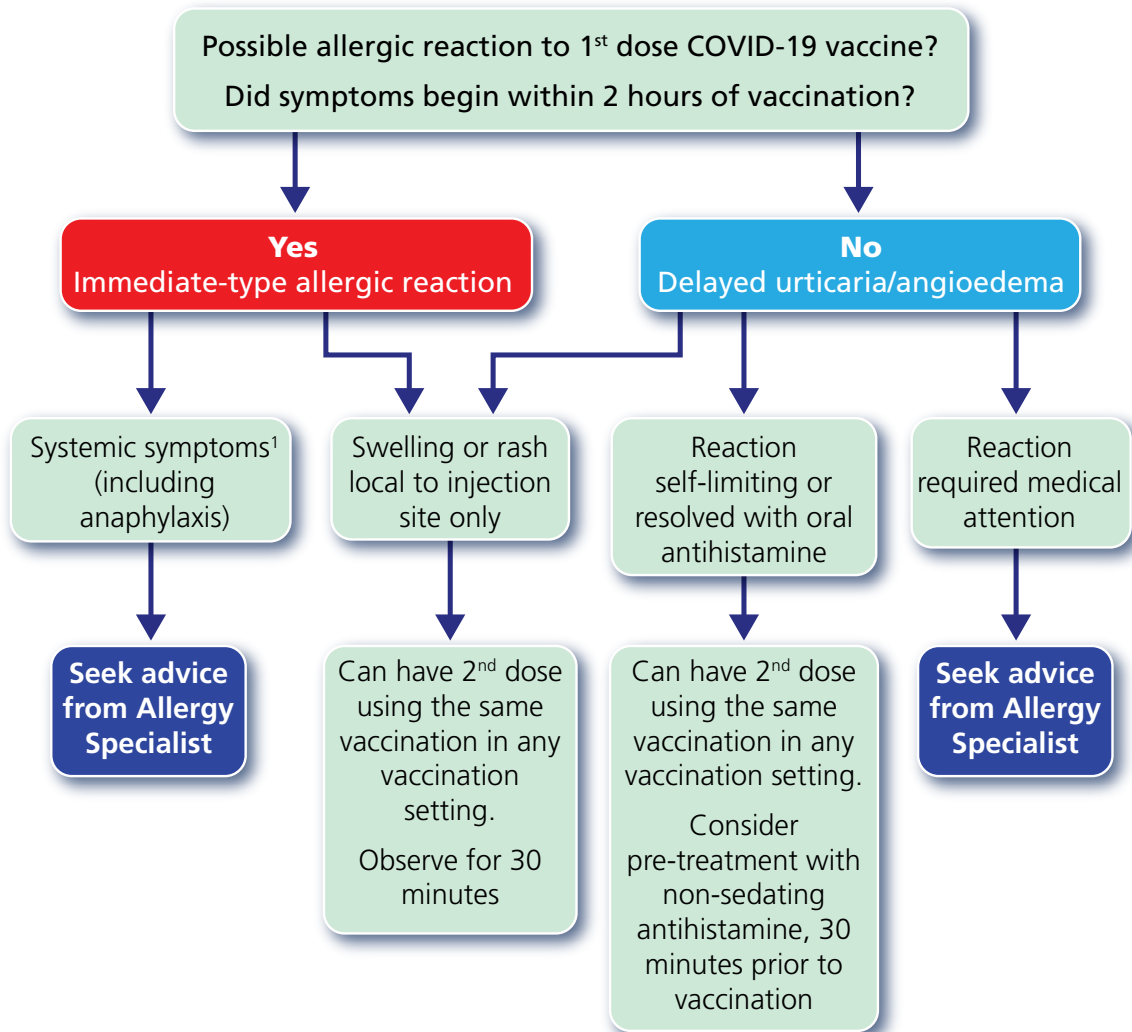 Possible allergic reaction to 1st dose COVID-19 vaccine?
Did symptoms begin within 2 hours of vaccination?
Yes
Immediate-type allergic reaction
No
Delayed urticaria/angioedema
Systemic symptoms1
(including
anaphylaxis)
Swelling or rash
local to injection
site only
Reaction
self-limiting or
resolved with oral
antihistamine
Reaction
required medical
attention
Seek advice
from Allergy
Specialist
Can have 2nd dose
using the same
vaccination in any
vaccination
setting.
Observe for 30
minutes
Can have 2nd dose
using the same
vaccination in any
vaccination setting.
Consider
pre-treatment with
non-sedating
antihistamine, 30
minutes prior to
vaccination
Seek advice
from Allergy
Specialist